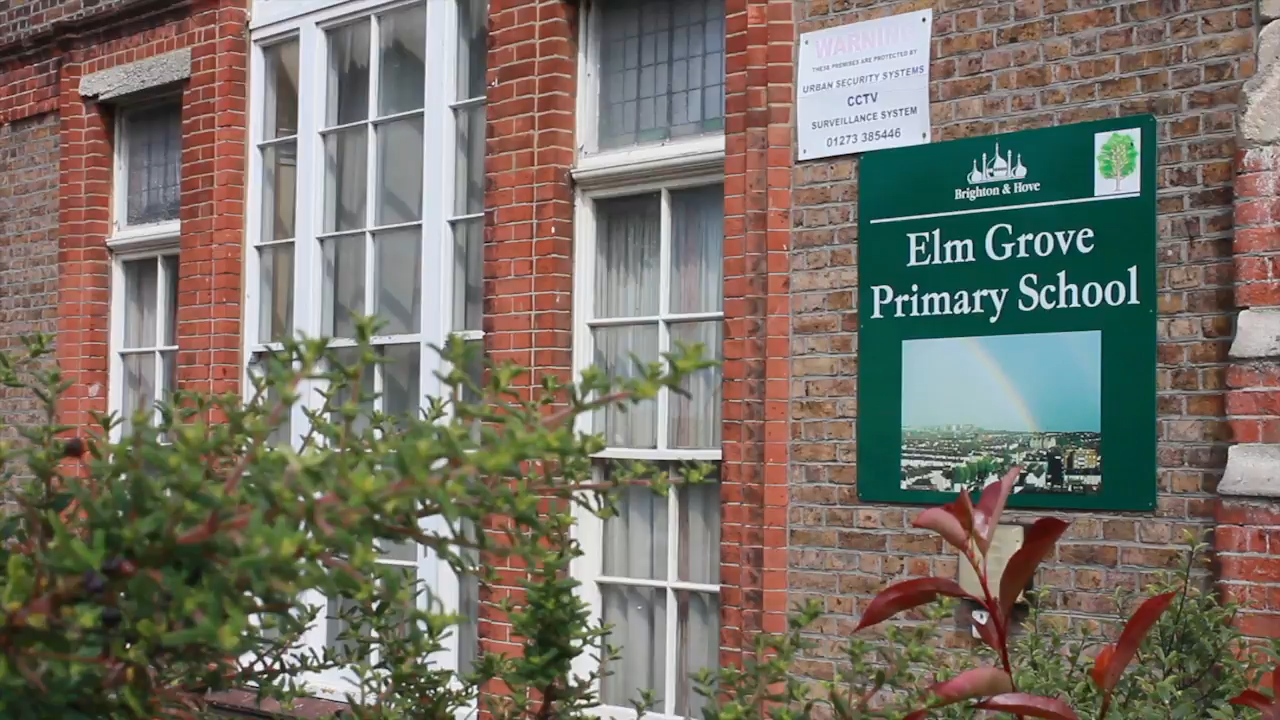 WARNING
THESE PREMISES ARE PROTECTED BY
URBAN SECURITY SYSTEMS
CCTV
SURVEILLANCE SYSTEM
01273 385446
Brighton & Hove
Elm Grove
Primary School